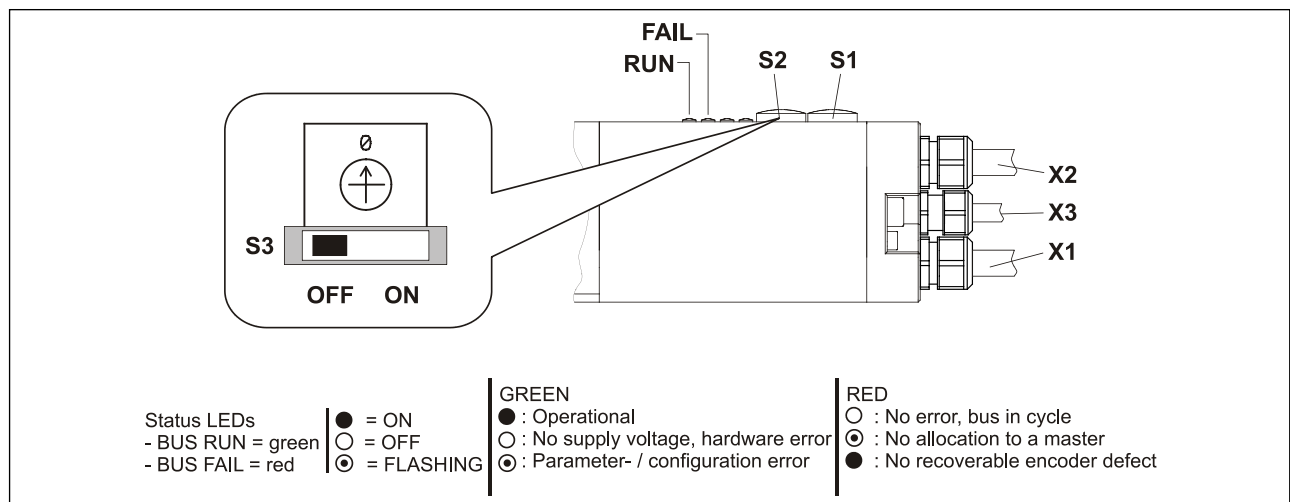 FAIL
RUN
S2
S1
0
S3
OFF ON
X2
X3
X1
Status LEDs
- BUS RUN = green
- BUS FAIL = red
● = ON
○ = OFF
◉ = FLASHING
GREEN
● : Operational
○ : No supply voltage, hardware error
◉ : Parameter- / configuration error
RED
○ : No error, bus in cycle
◉ : No allocation to a master
● : No recoverable encoder defect